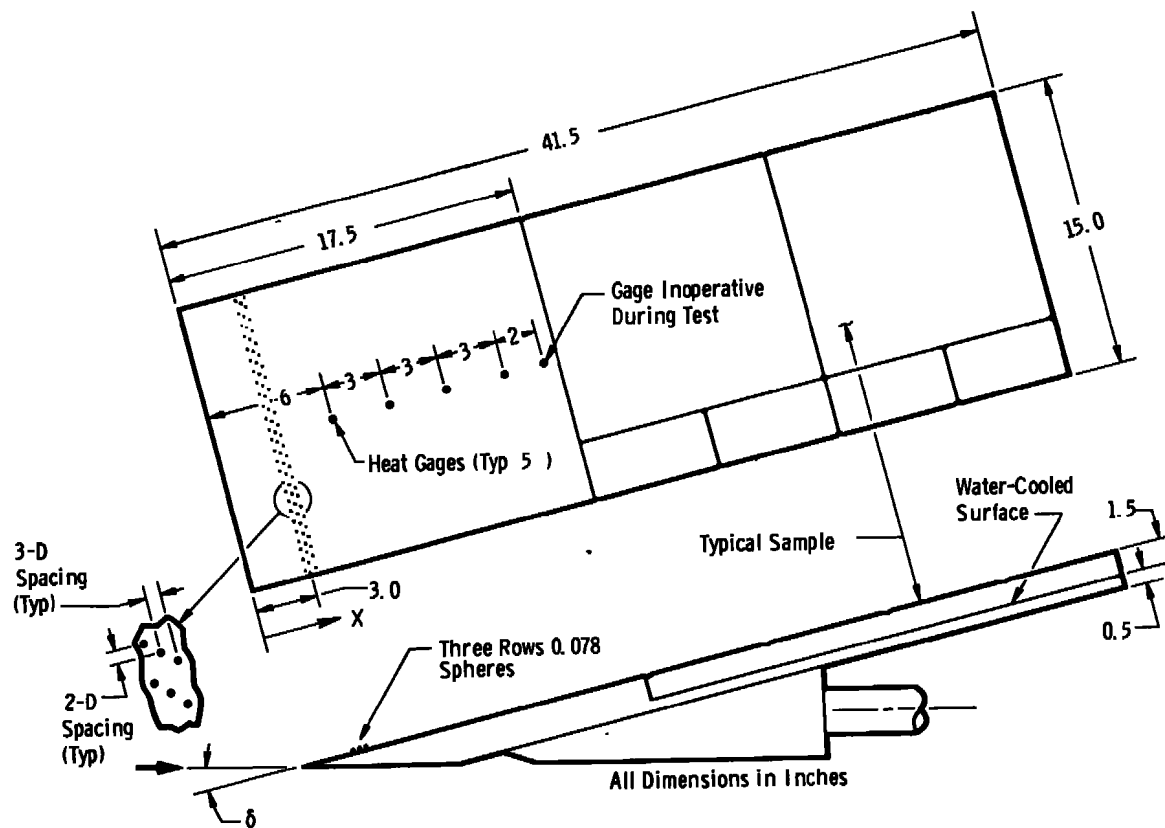 41.5
17.5
15.0
Gage Inoperative
During Test
6
3
3
3
2
Heat Gages (Typ 5 )
Water-Cooled
Surface
1.5
Typical Sample
3-D
Spacing
(Typ)
3.0
X
0.5
Three Rows 0.078
Spheres
2-D
Spacing
(Typ)
All Dimensions in Inches
δ